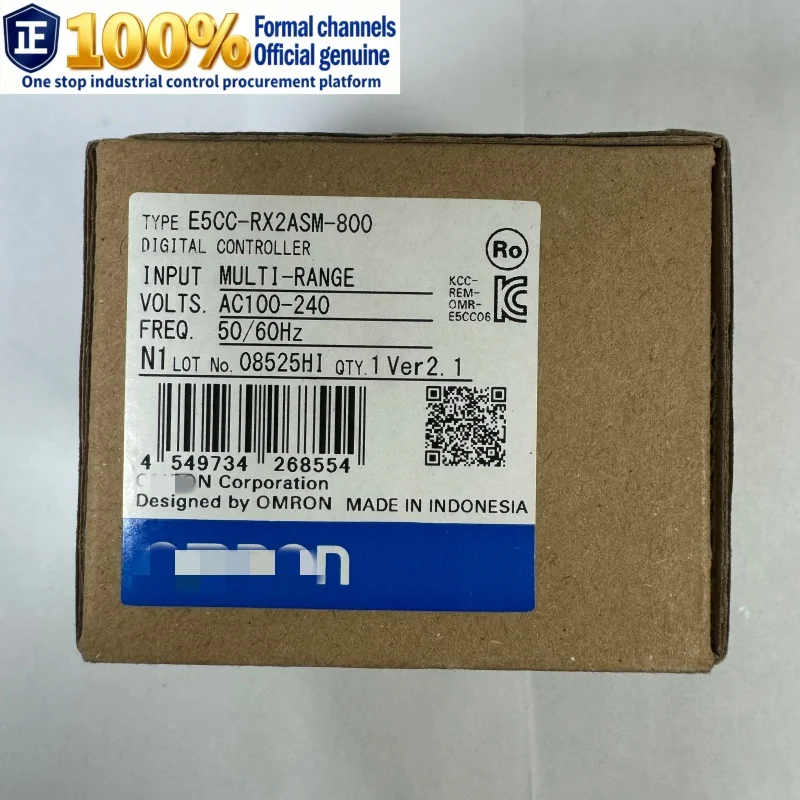 正 100% Formal channels
Official genuine
One stop industrial control procurement platform
TYPE E5CC-RX2ASM-800
DIGITAL CONTROLLER
INPUT MULTI-RANGE
VOLTS. AC100-240
FREQ. 50/60Hz
N1 LOT No. 08525HI QTY. 1 Ver2.1
Ro
KCC-
REM-
OMR-
E5CC06
4 549734 268554
Corporation
Designed by OMRON MADE IN INDONESIA